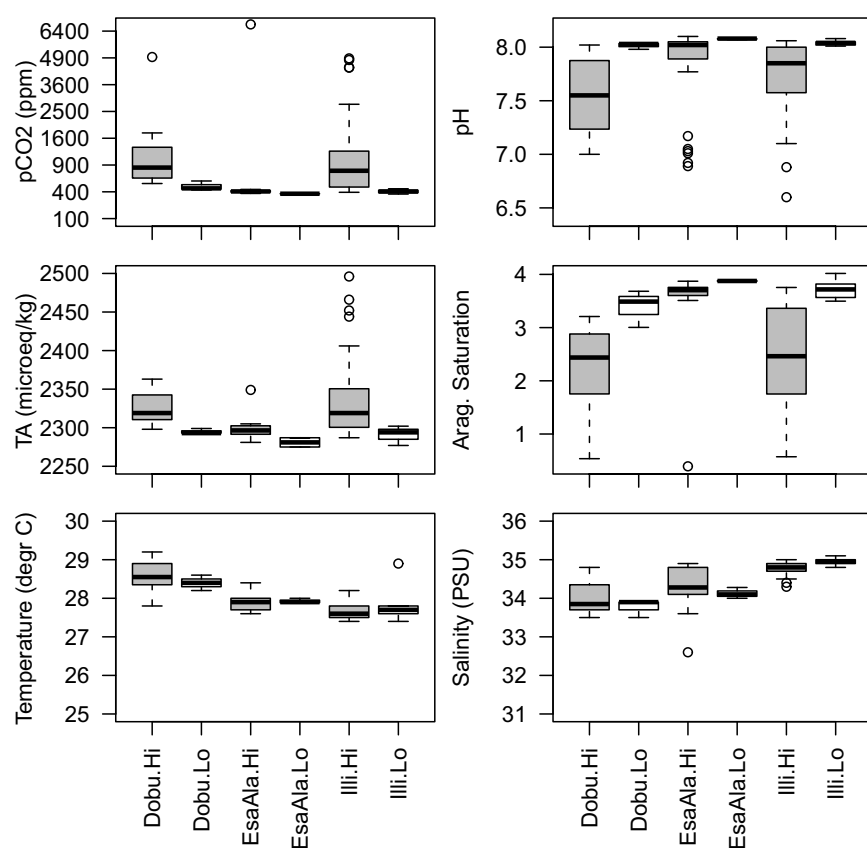 pCO2 (ppm)
6400
4900
3600
2500
1600
900
400
100
pH
8.0
7.5
7.0
6.5
TA (microeq/kg)
2500
2450
2400
2350
2300
2250
Arag. Saturation
4
3
2
1
Temperature (degr C)
30
29
28
27
26
25
Salinity (PSU)
36
35
34
33
32
31
Dobu.Hi
Dobu.Lo
EsaAla.Hi
EsaAla.Lo
Illi.Hi
Illi.Lo
Dobu.Hi
Dobu.Lo
EsaAla.Hi
EsaAla.Lo
Illi.Hi
Illi.Lo